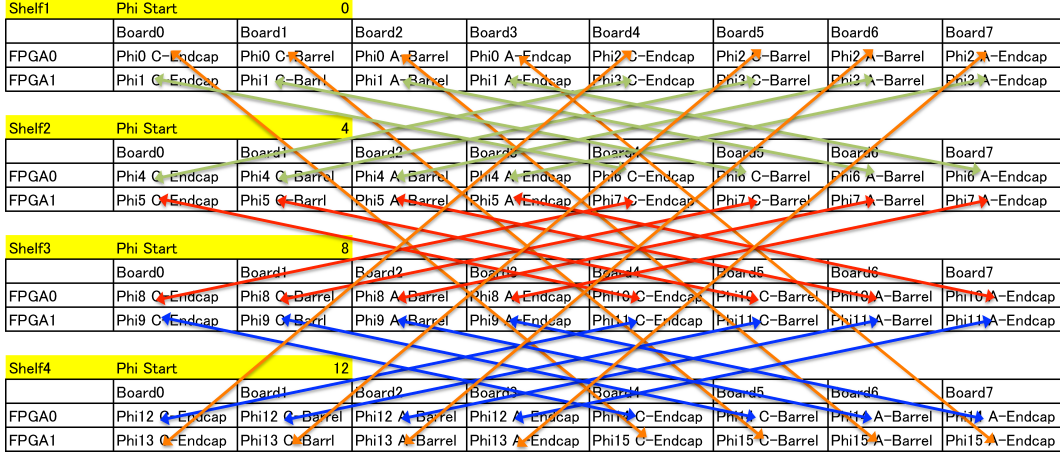 Shelf1 Phi Start 0
Board0 Board1 Board2 Board3 Board4 Board5 Board6 Board7
FPGA0 Phi0 C-Endcap Phi0 C-Barrel Phi0 A-Barrel Phi0 A-Endcap Phi2 C-Endcap Phi2 C-Barrel Phi2 A-Barrel Phi2 A-Endcap
FPGA1 Phi1 C-Endcap Phi1 C-Barrl Phi1 A-Barrel Phi1 A-Endcap Phi3 C-Endcap Phi3 C-Barrel Phi3 A-Barrel Phi3 A-Endcap
Shelf2 Phi Start 4
Board0 Board1 Board2 Board3 Board4 Board5 Board6 Board7
FPGA0 Phi4 C-Endcap Phi4 C-Barrel Phi4 A-Barrel Phi4 A-Endcap Phi6 C-Endcap Phi6 C-Barrel Phi6 A-Barrel Phi6 A-Endcap
FPGA1 Phi5 C-Endcap Phi5 C-Barrl Phi5 A-Barrel Phi5 A-Endcap Phi7 C-Endcap Phi7 C-Barrel Phi7 A-Barrel Phi7 A-Endcap
Shelf3 Phi Start 8
Board0 Board1 Board2 Board3 Board4 Board5 Board6 Board7
FPGA0 Phi8 C-Endcap Phi8 C-Barrel Phi8 A-Barrel Phi8 A-Endcap Phi10 C-Endcap Phi10 C-Barrel Phi10 A-Barrel Phi10 A-Endcap
FPGA1 Phi9 C-Endcap Phi9 C-Barrl Phi9 A-Barrel Phi9 A-Endcap Phi11 C-Endcap Phi11 C-Barrel Phi11 A-Barrel Phi11 A-Endcap
Shelf4 Phi Start 12
Board0 Board1 Board2 Board3 Board4 Board5 Board6 Board7
FPGA0 Phi12 C-Endcap Phi12 C-Barrel Phi12 A-Barrel Phi12 A-Endcap Phi14 C-Endcap Phi14 C-Barrel Phi14 A-Barrel Phi14 A-Endcap
FPGA1 Phi13 C-Endcap Phi13 C-Barrl Phi13 A-Barrel Phi13 A-Endcap Phi15 C-Endcap Phi15 C-Barrel Phi15 A-Barrel Phi15 A-Endcap